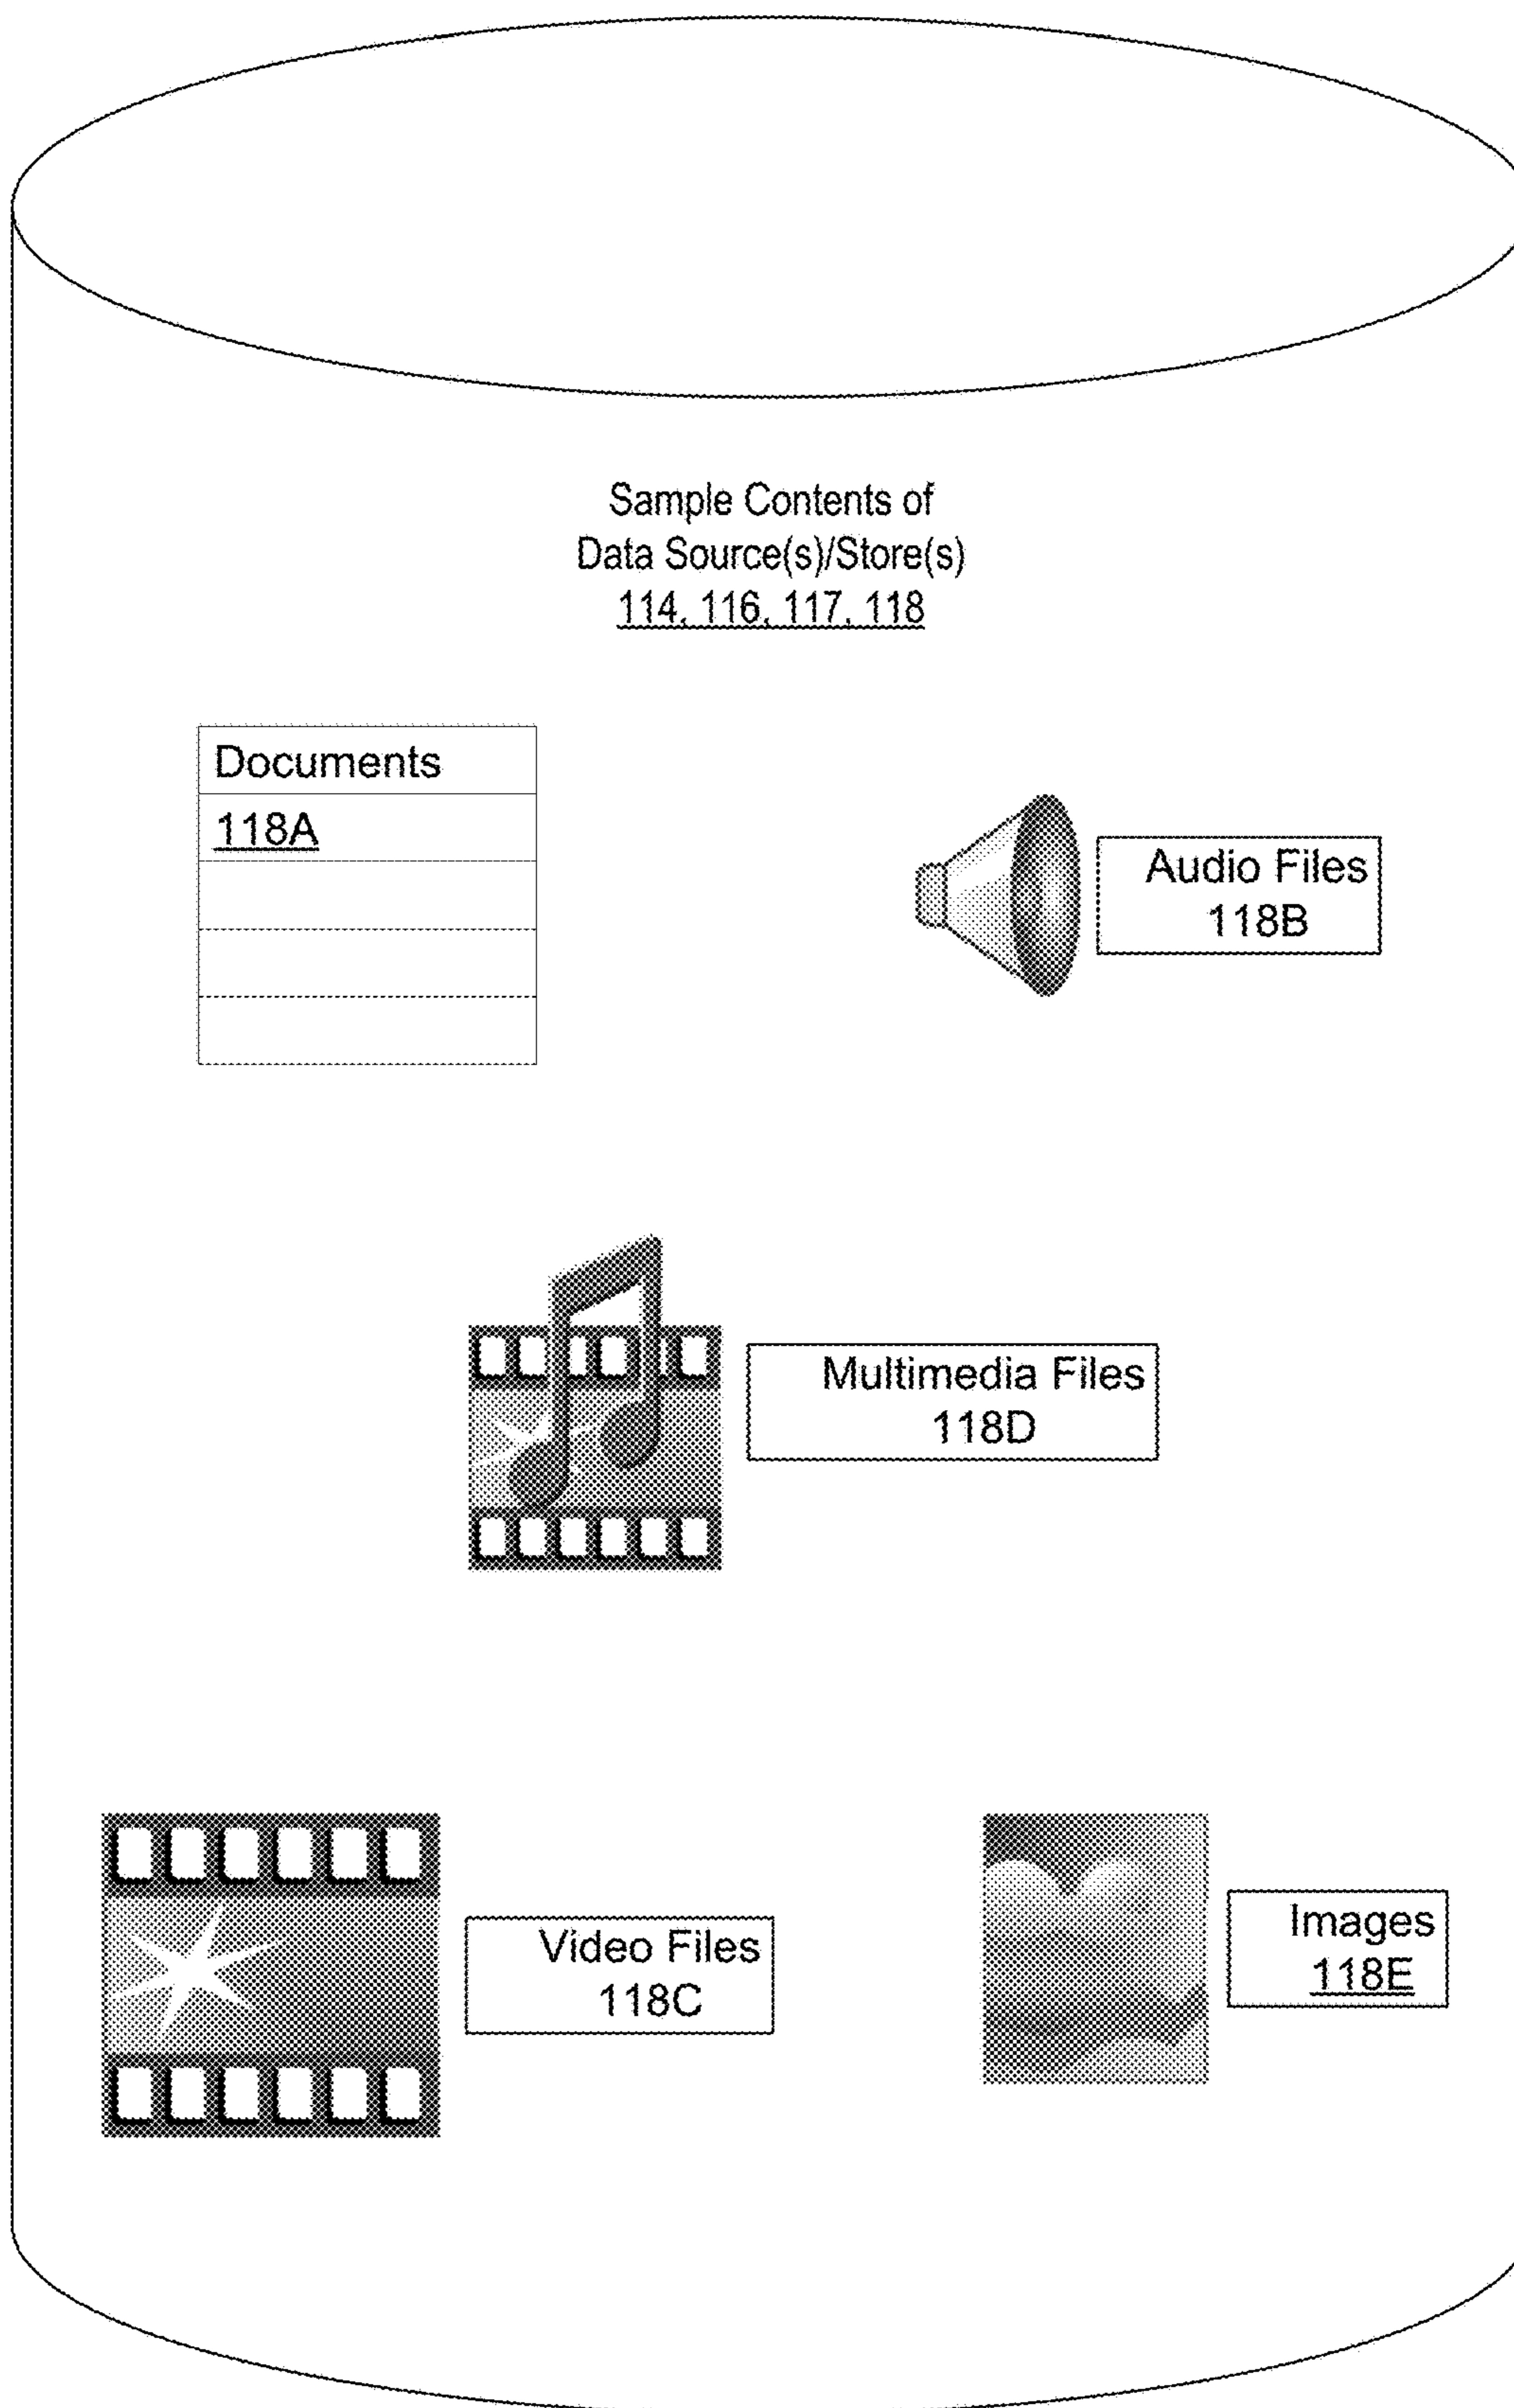 Sample Contents of
Data Source(s)/Store(s)
114, 116, 117, 118
Documents
118A
Audio Files
118B
Multimedia Files
118D
Video Files
118C
Images
118E